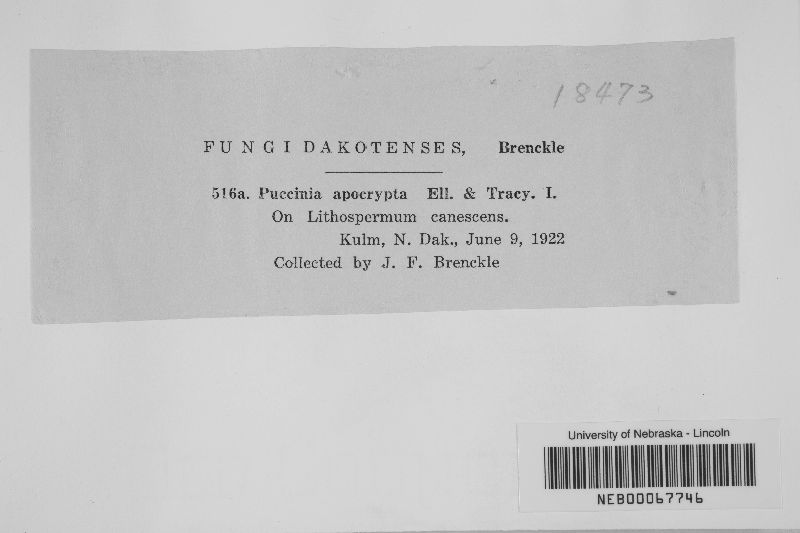 18473
FUNGI DAKOTENSES, Brenckle
516a. Puccinia apocrypta Ell. & Tracy. I.
On Lithospermum canescens.
Kulm, N. Dak., June 9, 1922
Collected by J. F. Brenckle
University of Nebraska - Lincoln
NEB00067746